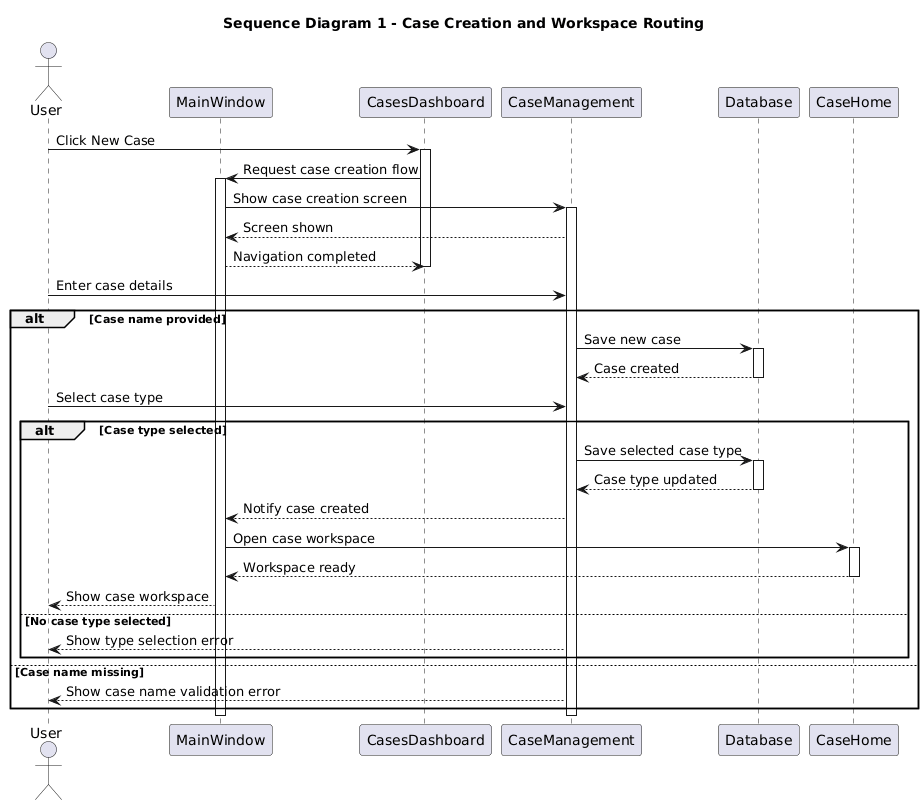 Sequence Diagram 1 - Case Creation and Workspace Routing
User
MainWindow
CasesDashboard
CaseManagement
Database
CaseHome
Click New Case
Request case creation flow
Show case creation screen
Screen shown
Navigation completed
Enter case details
alt
[Case name provided]
Save new case
Case created
Select case type
alt
[Case type selected]
Save selected case type
Case type updated
Notify case created
Open case workspace
Workspace ready
Show case workspace
[No case type selected]
Show type selection error
[Case name missing]
Show case name validation error
User
MainWindow
CasesDashboard
CaseManagement
Database
CaseHome